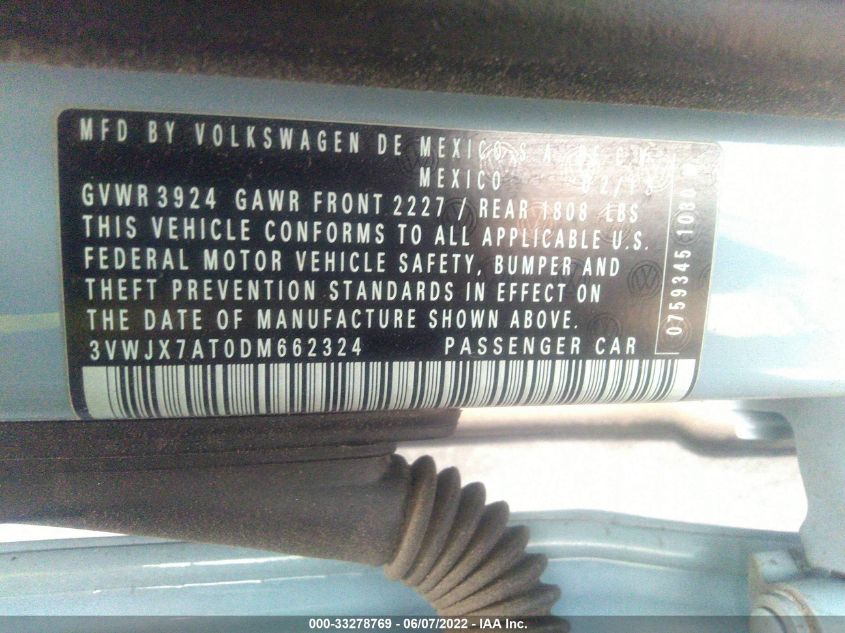 MFD BY VOLKSWAGEN DE MEXICO S.A. DE C.V.
MEXICO
GVWR 3924 GAWR FRONT 2227 / REAR 1808 LBS
THIS VEHICLE CONFORMS TO ALL APPLICABLE U.S.
FEDERAL MOTOR VEHICLE SAFETY, BUMPER AND
THEFT PREVENTION STANDARDS IN EFFECT ON
THE DATE OF MANUFACTURE SHOWN ABOVE.
3VWJX7AT0DM662324 PASSENGER CAR
0759345 1080
000-33278769 - 06/07/2022 - IAA Inc.